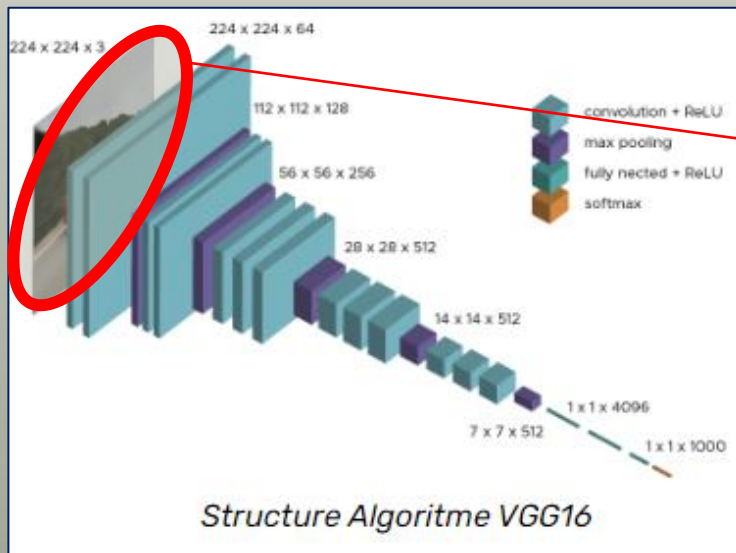 224 x 224 x 3
224 x 224 x 64
112 x 112 x 128
56 x 56 x 256
28 x 28 x 512
14 x 14 x 512
7 x 7 x 512
1 x 1 x 4096
1 x 1 x 1000
convolution + ReLU
max pooling
fully nected + ReLU
softmax
Structure Algoritme VGG16